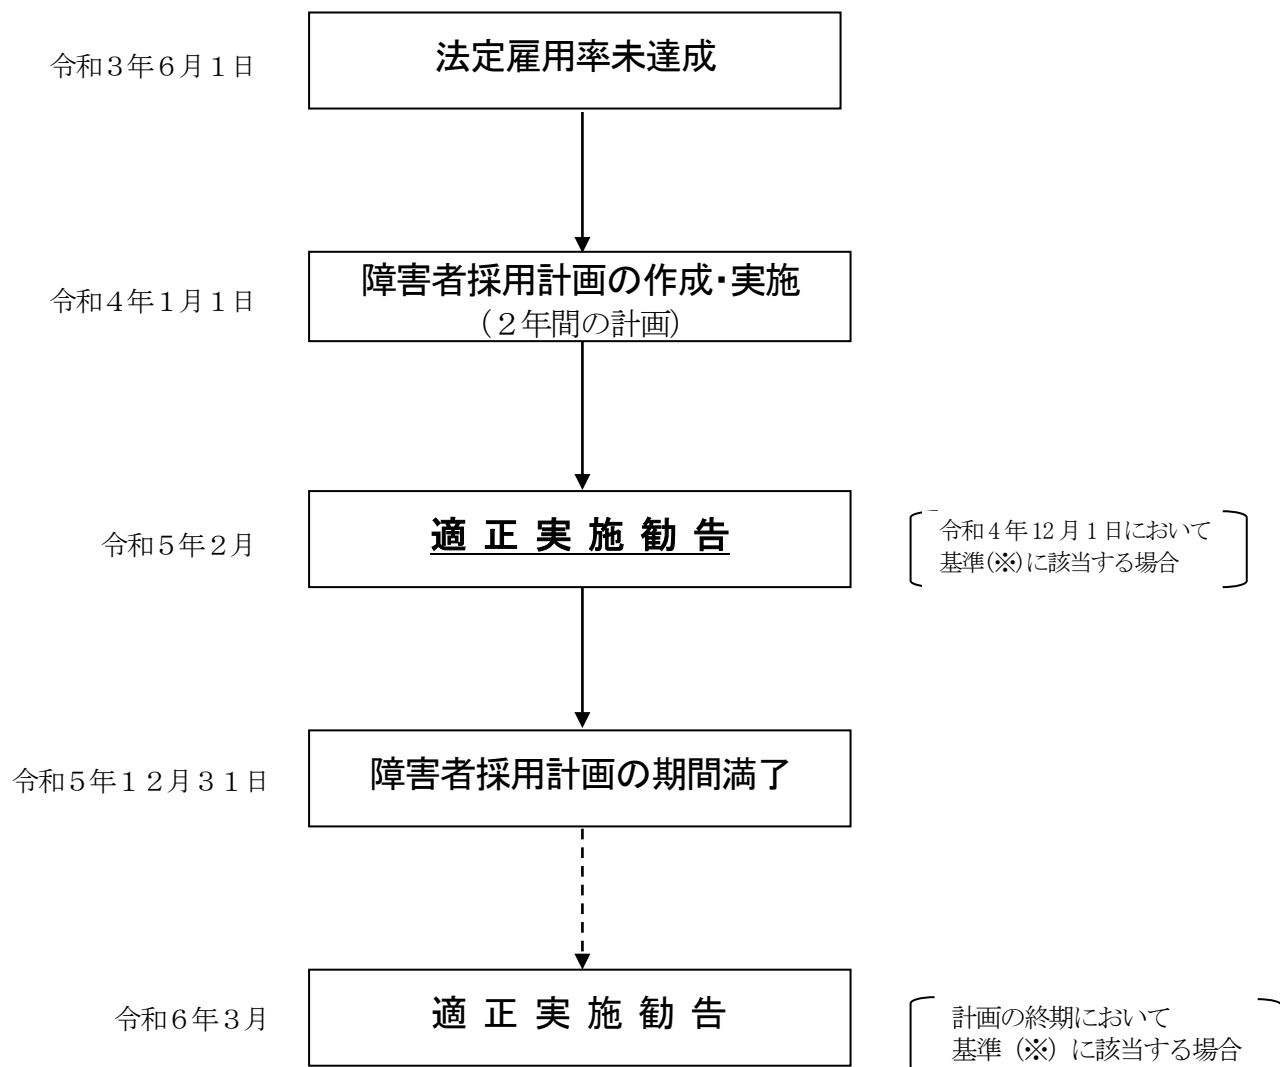 令和３年６月１日
法定雇用率未達成
令和４年１月１日
障害者採用計画の作成・実施
（２年間の計画）
令和５年２月
適 正 実 施 勧 告
令和４年12月１日において
基準(※)に該当する場合
令和５年１２月３１日
障害者採用計画の期間満了
令和６年３月
適 正 実 施 勧 告
計画の終期において
基準（※）に該当する場合